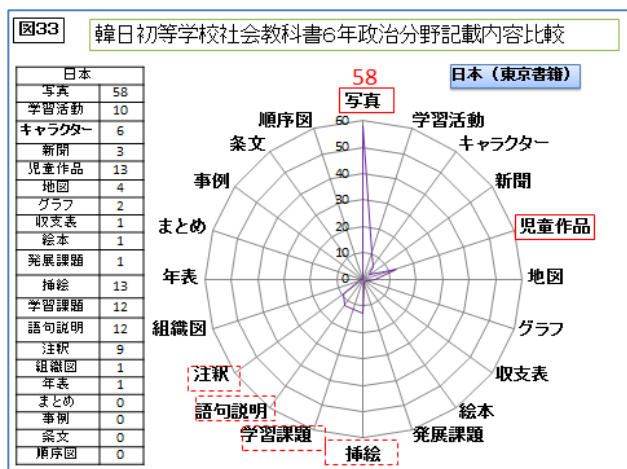 図33
韓日初等学校社会教科書6年政治分野記載内容比較
日本
写真 58
学習活動 10
キャラクター 6
新聞 3
児童作品 13
地図 4
グラフ 2
収支表 1
絵本 1
発展課題 1
挿絵 13
学習課題 12
語句説明 12
注釈 9
組織図 1
年表 1
まとめ 0
事例 0
条文 0
順序図 0
日本（東京書籍）
58
写真
学習活動
キャラクター
新聞
児童作品
地図
グラフ
収支表
絵本
発展課題
挿絵
学習課題
語句説明
注釈
組織図
年表
まとめ
事例
条文
順序図
60
50
40
30
20
10
0